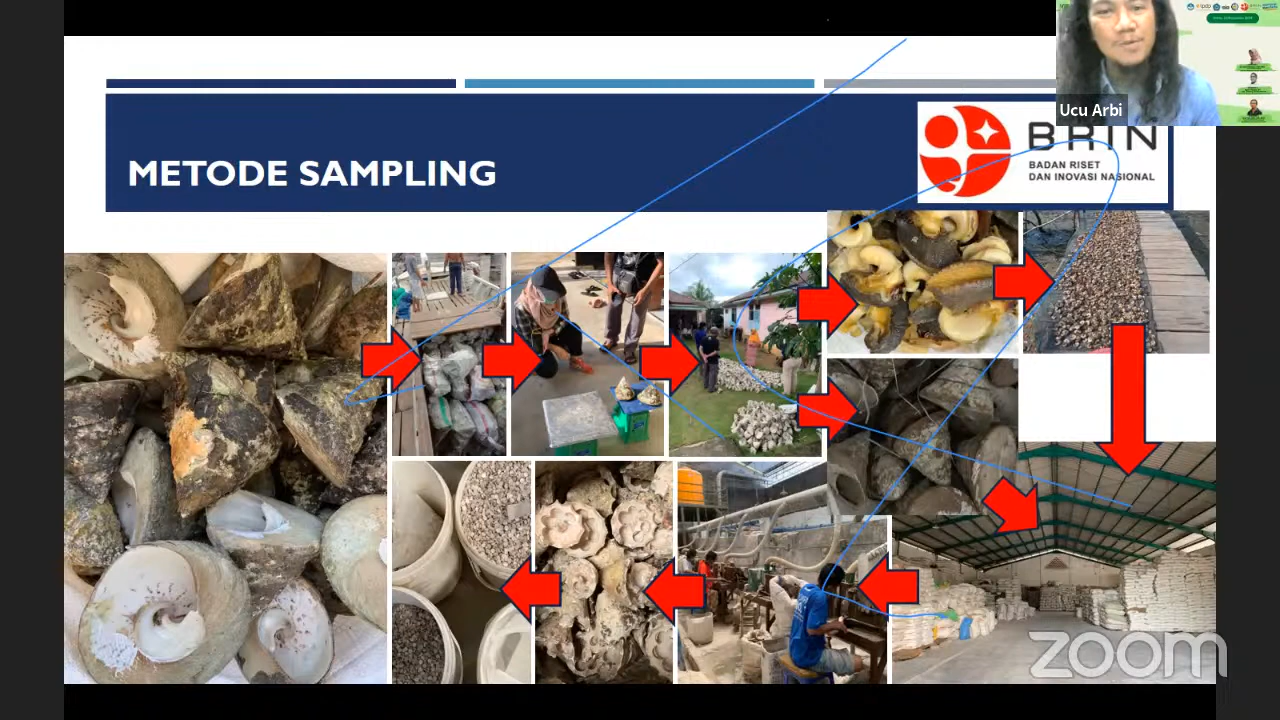 Ucu Arbi
METODE SAMPLING
BRIN
BADAN RISET
DAN INOVASI NASIONAL
zoom